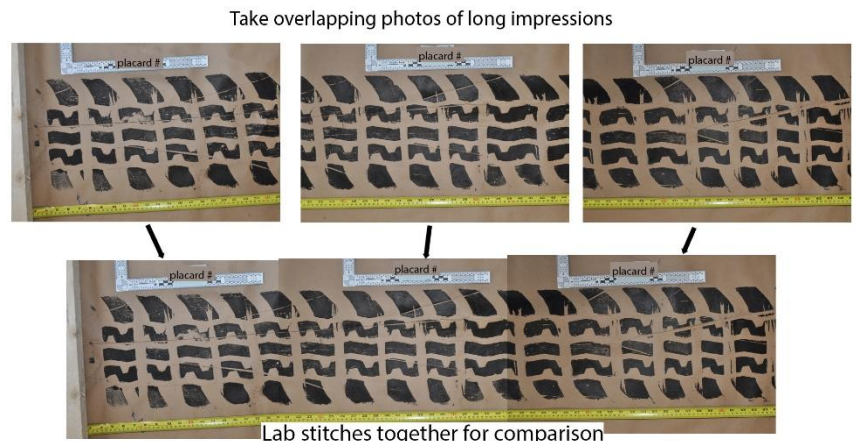 Take overlapping photos of long impressions
placard #
placard #
placard #
placard #
placard #
placard #
Lab stitches together for comparison